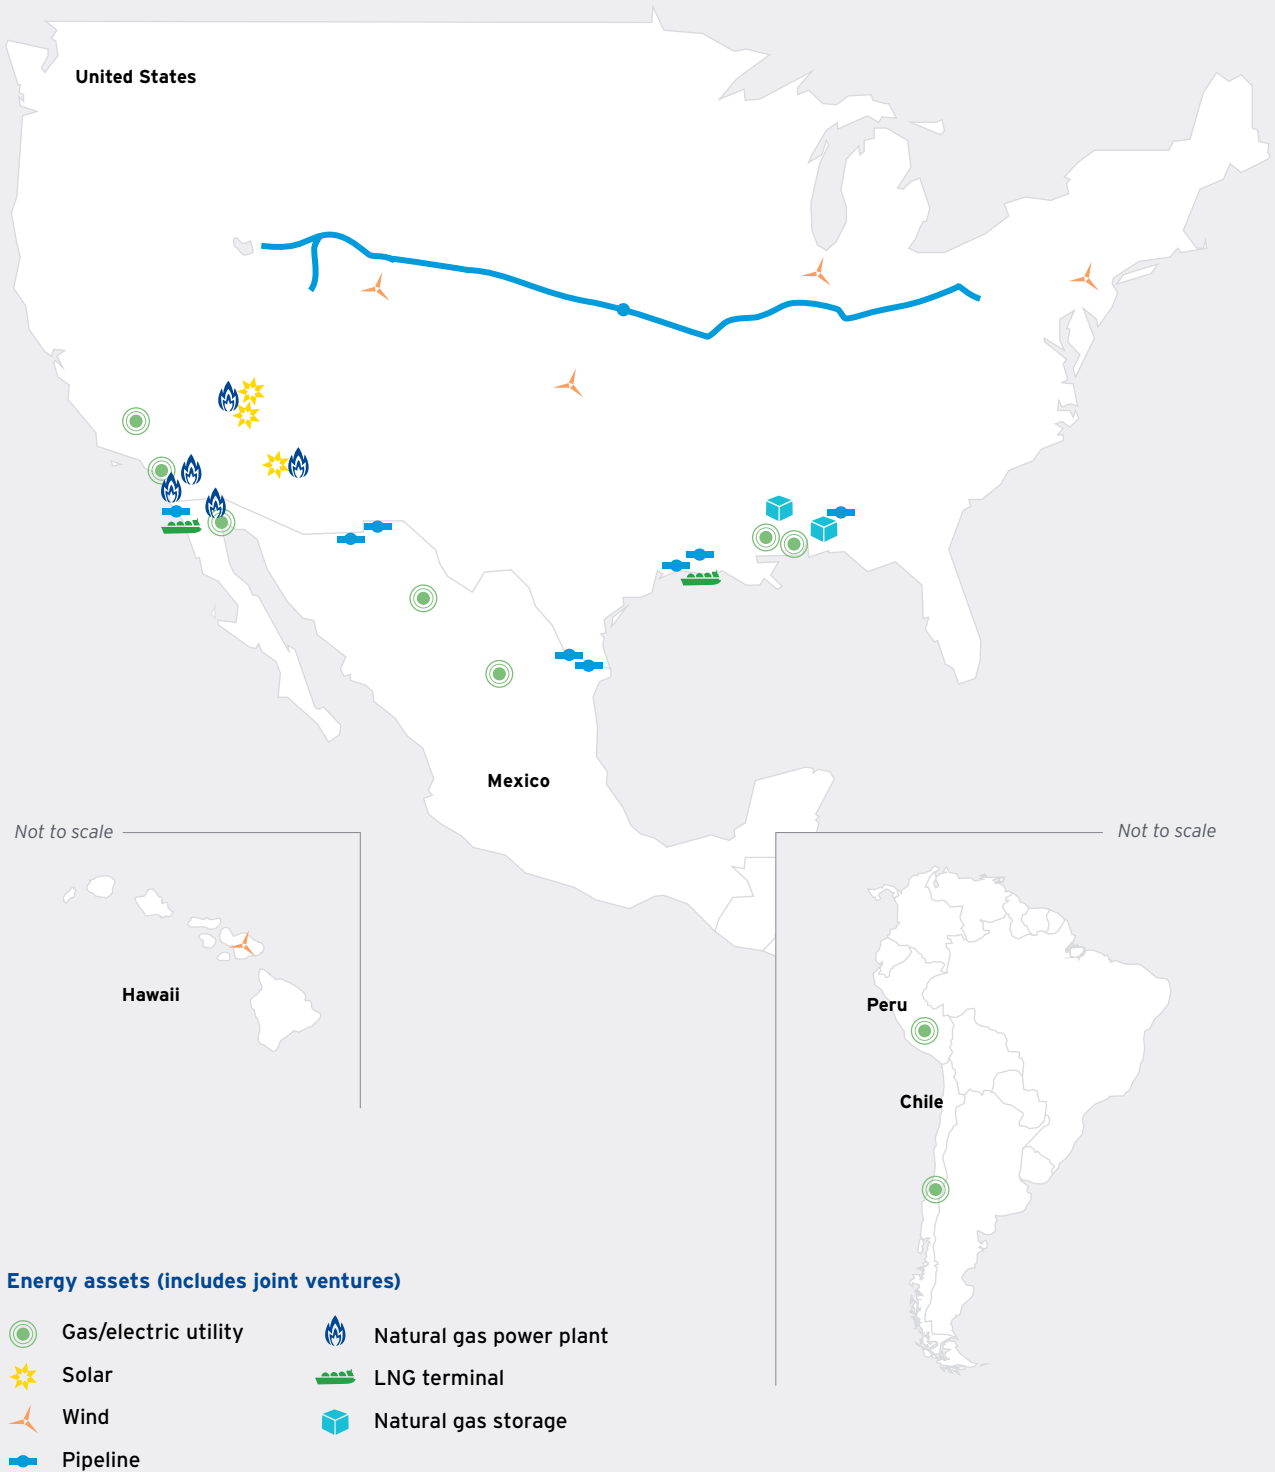 United States
Mexico
Not to scale
Not to scale
Hawaii
Peru
Chile
Energy assets (includes joint ventures)
Gas/electric utility
Solar
Wind
Pipeline
Natural gas power plant
LNG terminal
Natural gas storage